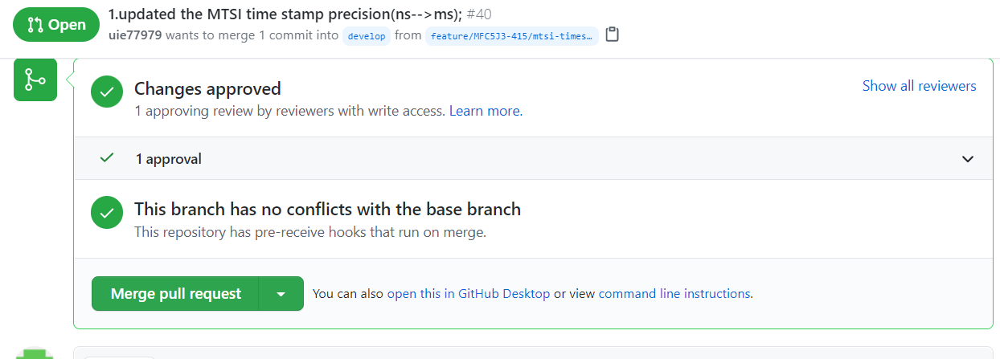 Open
1.updated the MTSI time stamp precision(ns-->ms); #40
uie77979 wants to merge 1 commit into develop from feature/MFC5J3-415/mtsi-times…
Changes approved
Show all reviewers
1 approving review by reviewers with write access. Learn more.
1 approval
This branch has no conflicts with the base branch
This repository has pre-receive hooks that run on merge.
Merge pull request
You can also open this in GitHub Desktop or view command line instructions.